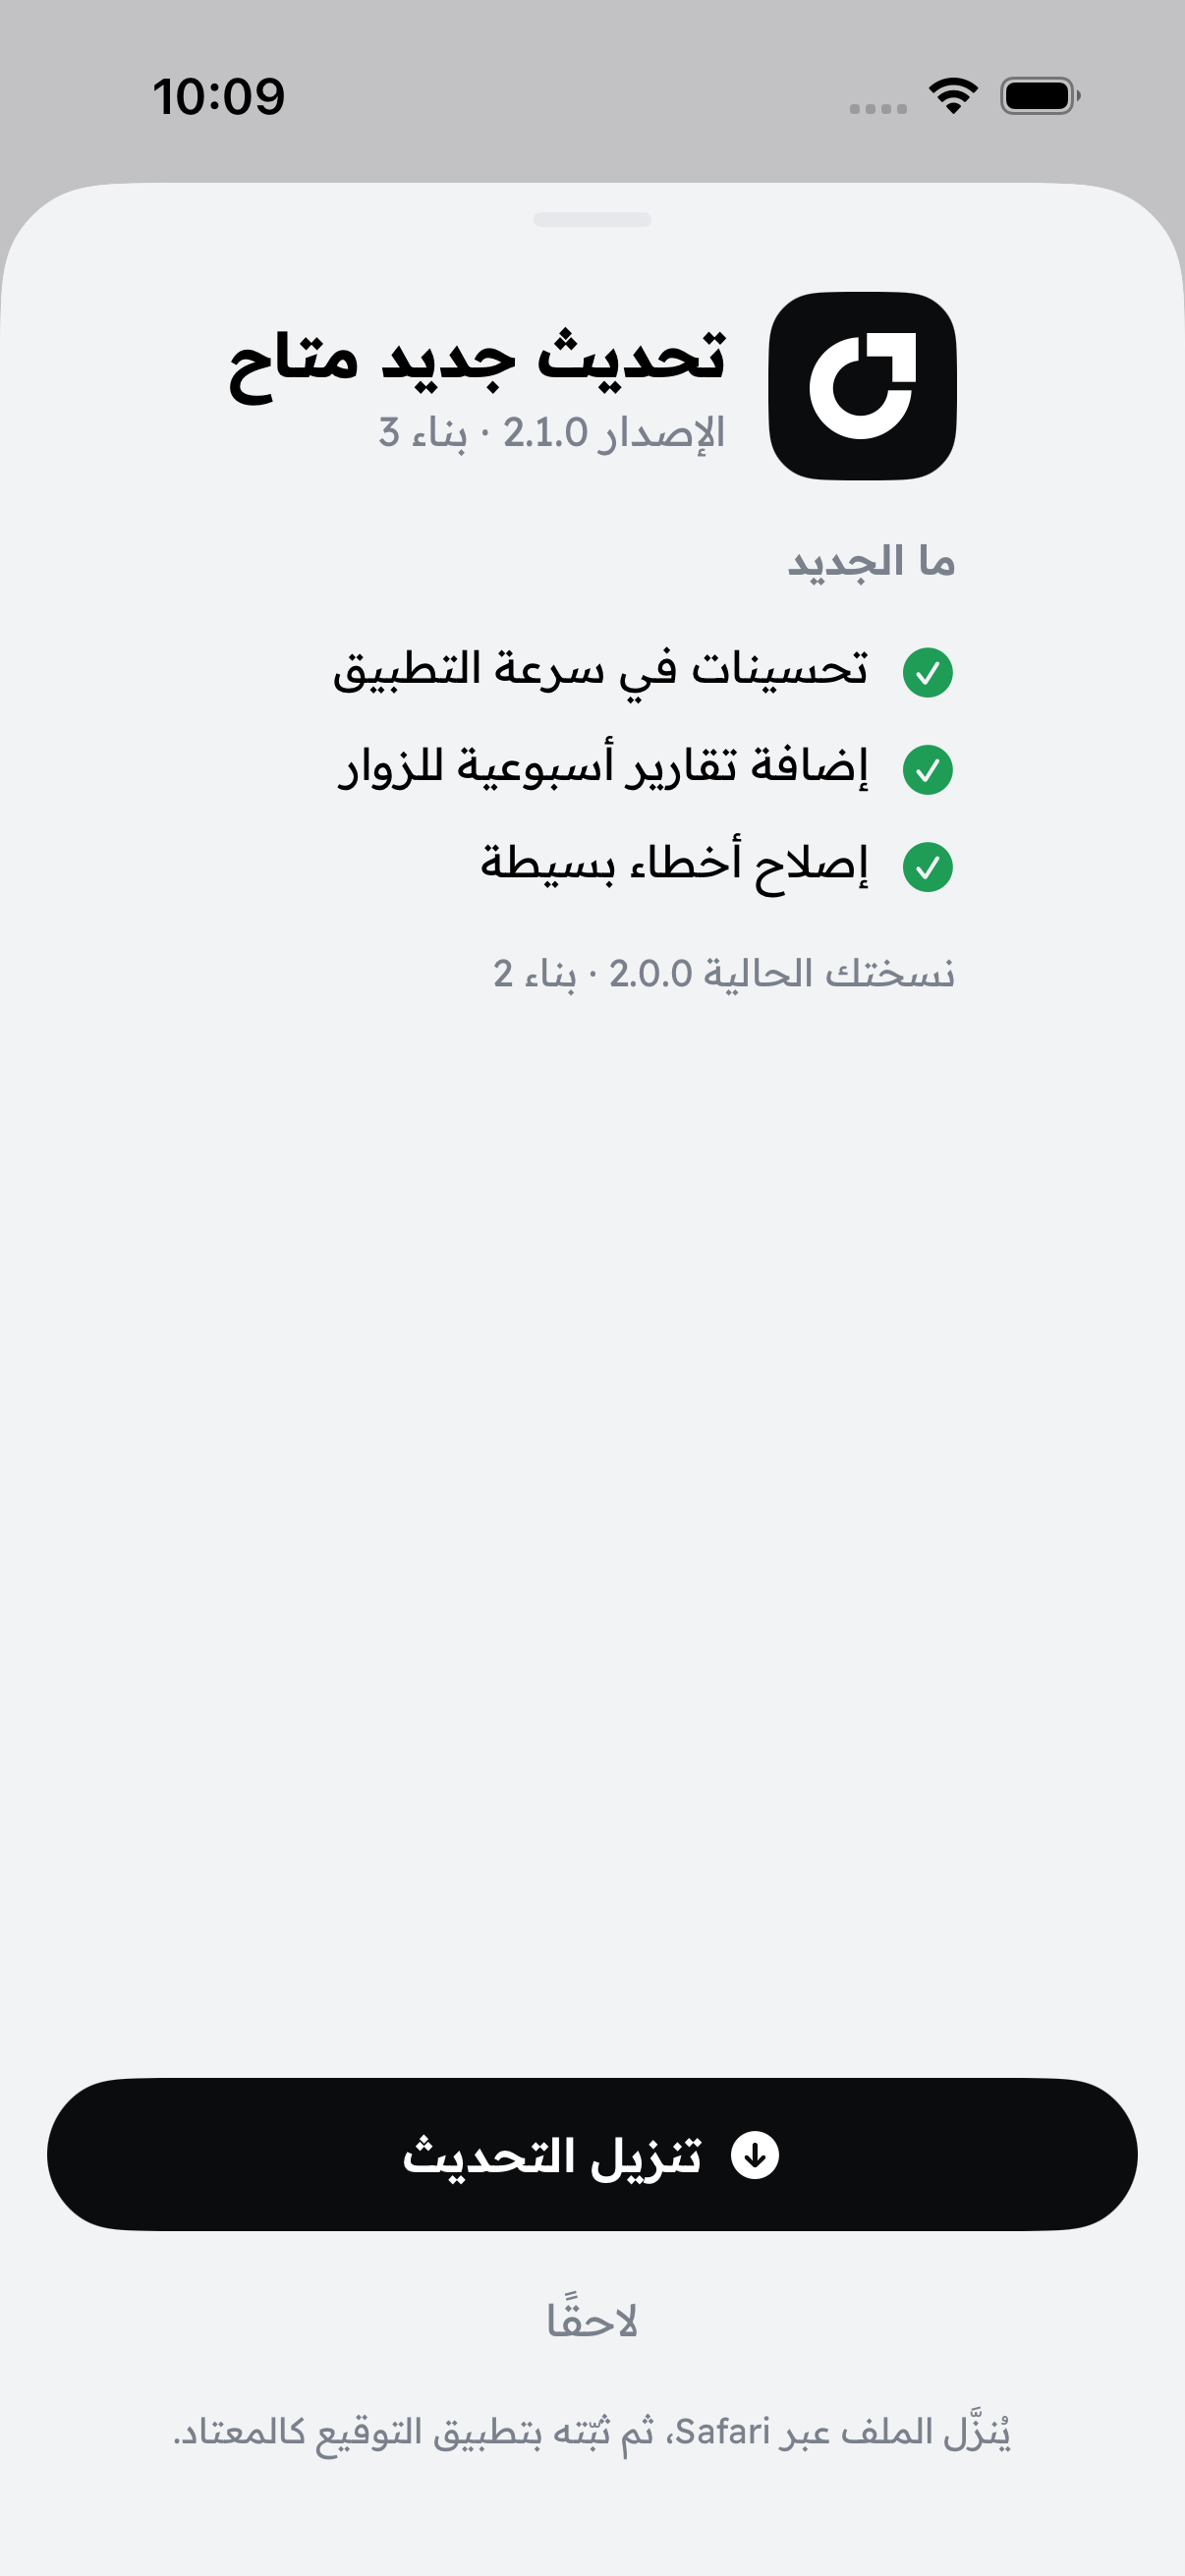 10:09
تحديث جديد متاح
الإصدار 2.1.0 · بناء 3
ما الجديد
تحسينات في سرعة التطبيق
إضافة تقارير أسبوعية للزوار
إصلاح أخطاء بسيطة
نسختك الحالية 2.0.0 · بناء 2
تنزيل التحديث
لاحقًا
يُنزَّل الملف عبر Safari، ثم ثبّته بتطبيق التوقيع كالمعتاد.